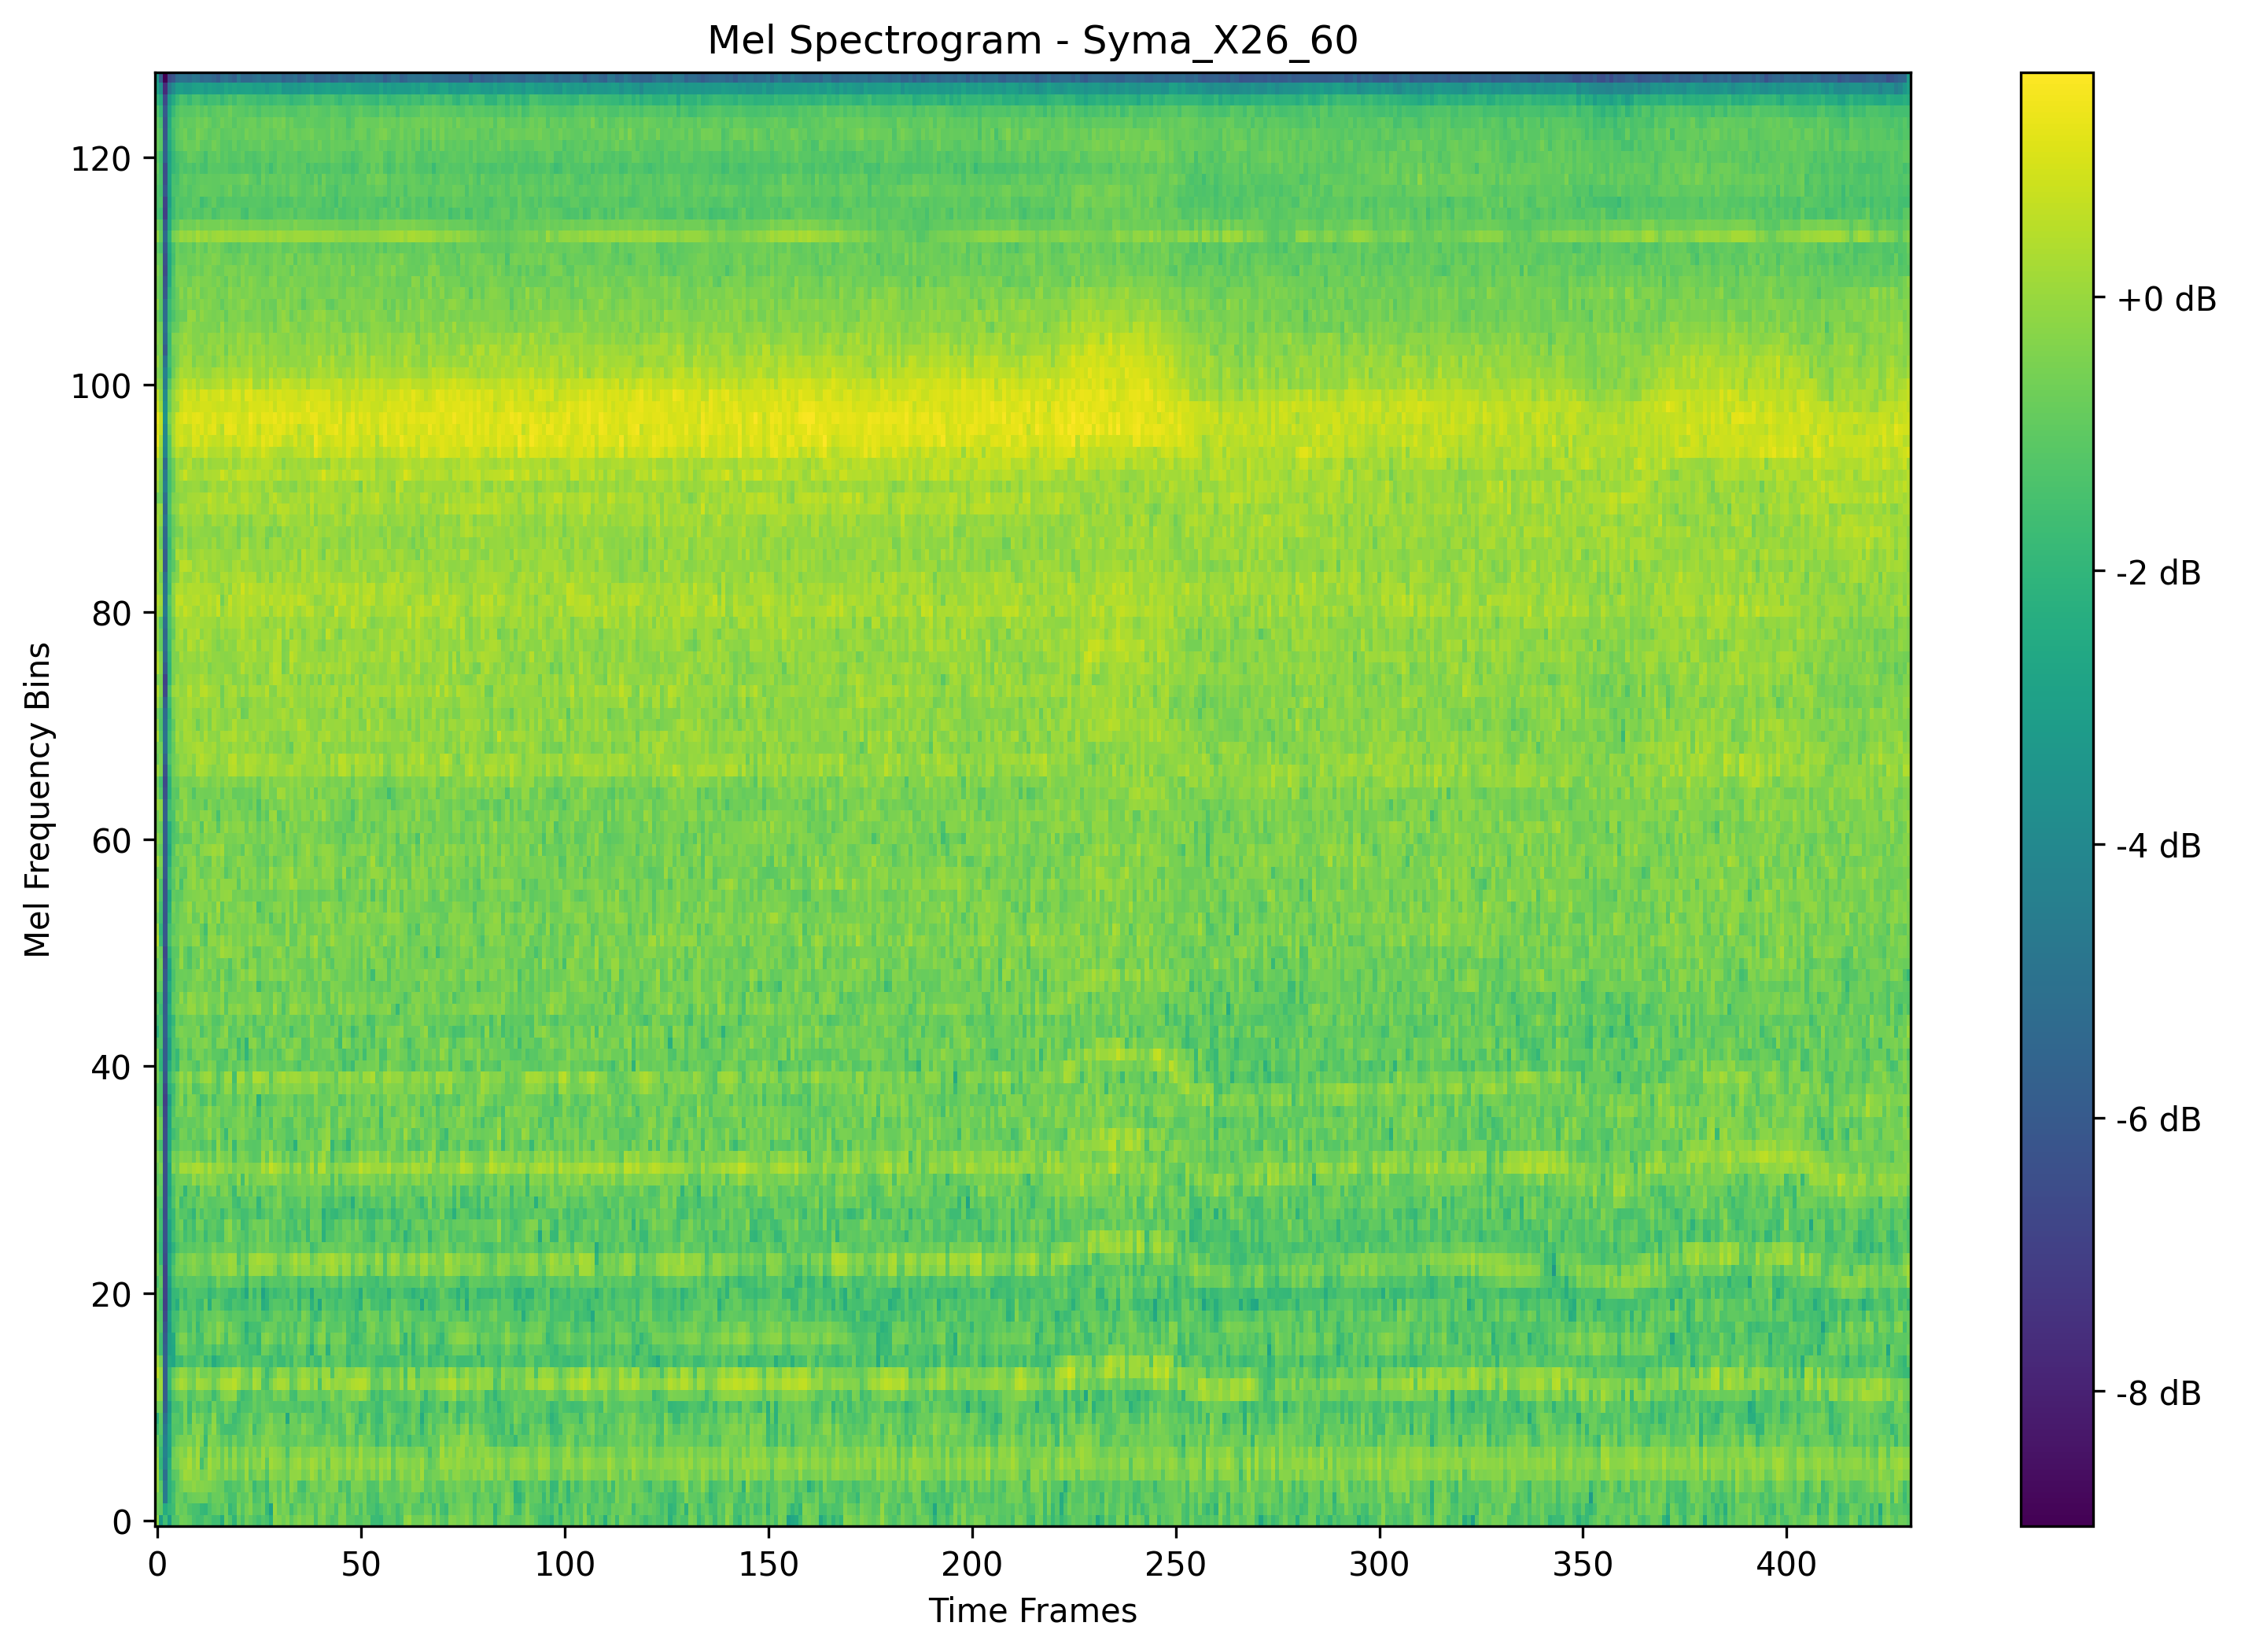 Mel Spectrogram - Syma_X26_60
Mel Frequency Bins
120
100
80
60
40
20
0
0 50 100 150 200 250 300 350 400
Time Frames
+0 dB
-2 dB
-4 dB
-6 dB
-8 dB